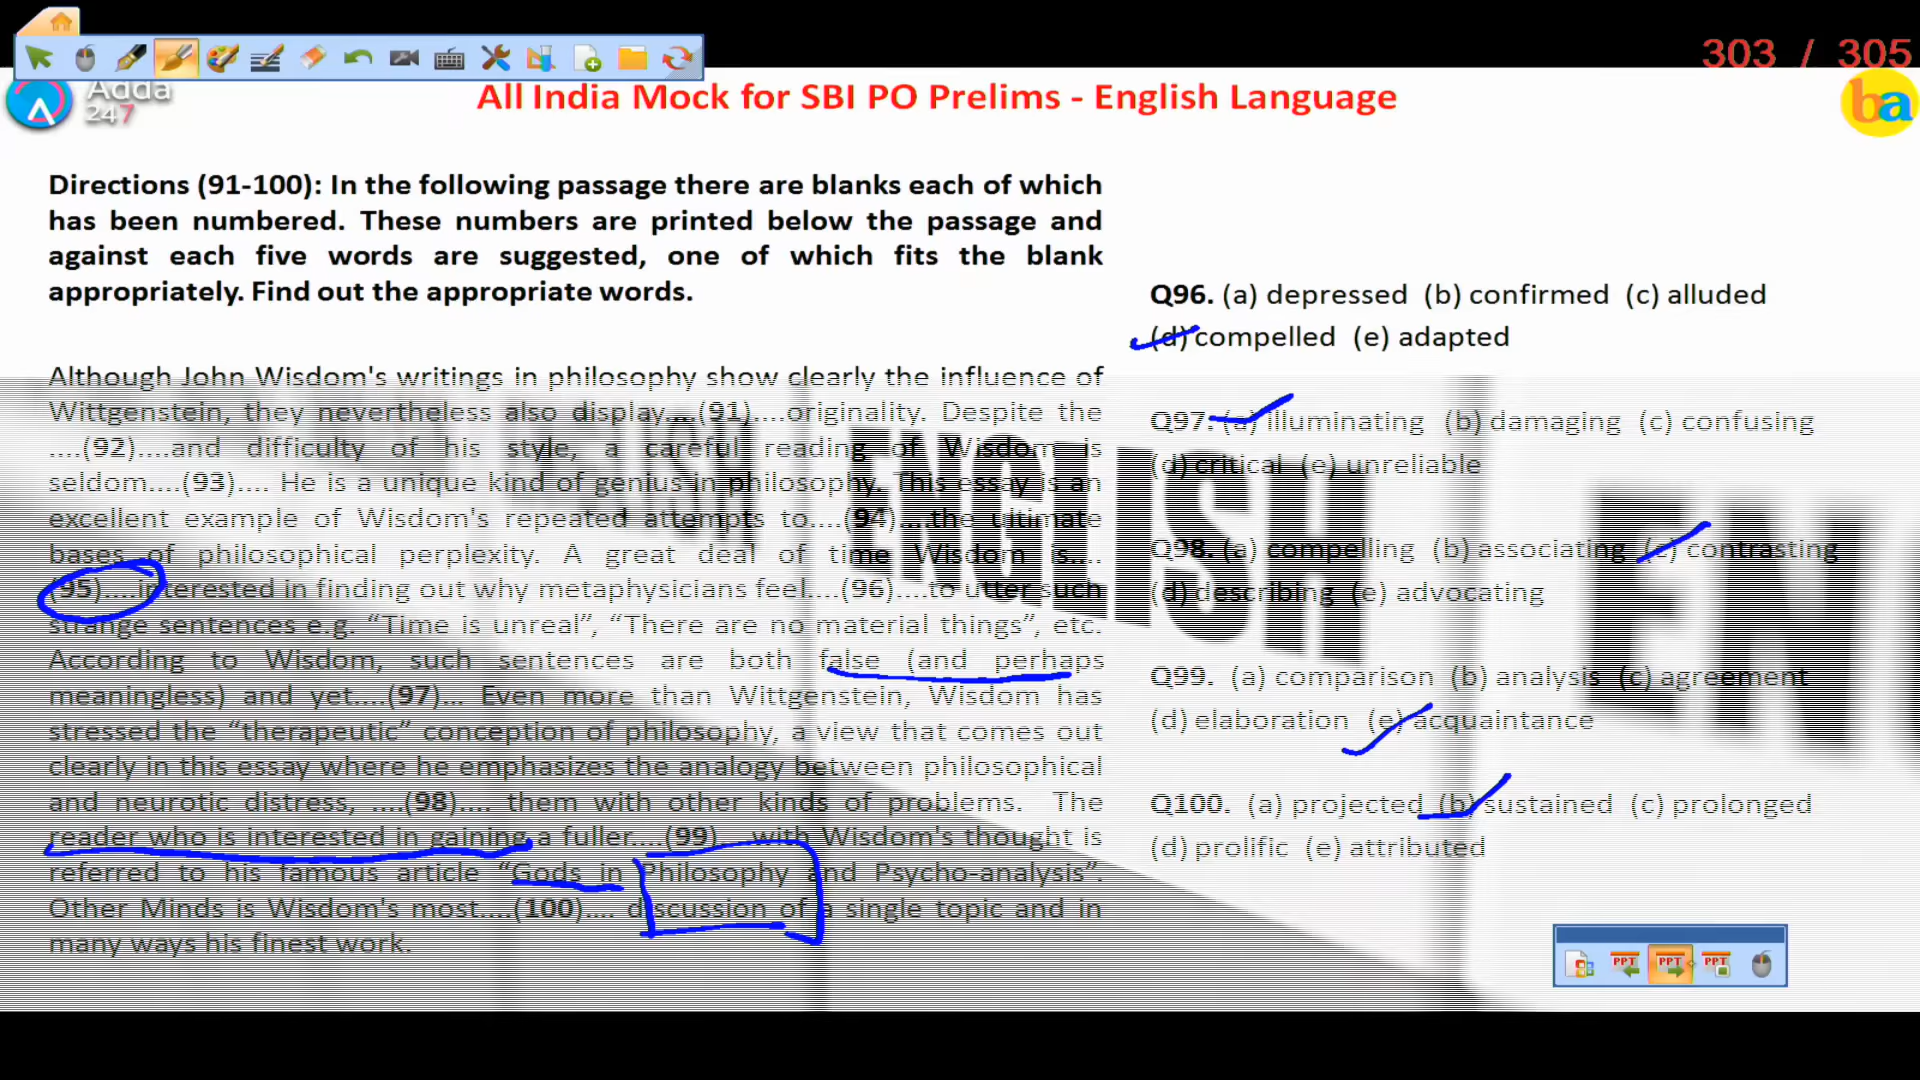 303 / 305
Adda
247
All India Mock for SBI PO Prelims - English Language
ba
Directions (91-100): In the following passage there are blanks each of which
has been numbered. These numbers are printed below the passage and
against each five words are suggested, one of which fits the blank
appropriately. Find out the appropriate words.
Although John Wisdom's writings in philosophy show clearly the influence of
Wittgenstein, they nevertheless also display....(91)....originality. Despite the
....(92)....and difficulty of his style, a careful reading of Wisdom is
seldom....(93).... He is a unique kind of genius in philosophy. This essay is an
excellent example of Wisdom's repeated attempts to....(94)....the ultimate
bases of philosophical perplexity. A great deal of time Wisdom is....
(95)....interested in finding out why metaphysicians feel....(96)....to utter such
strange sentences e.g. “Time is unreal”, “There are no material things”, etc.
According to Wisdom, such sentences are both false (and perhaps
meaningless) and yet....(97)... Even more than Wittgenstein, Wisdom has
stressed the “therapeutic” conception of philosophy, a view that comes out
clearly in this essay where he emphasizes the analogy between philosophical
and neurotic distress, ....(98).... them with other kinds of problems. The
reader who is interested in gaining a fuller....(99)....with Wisdom's thought is
referred to his famous article “Gods in Philosophy and Psycho-analysis”.
Other Minds is Wisdom's most....(100).... discussion of a single topic and in
many ways his finest work.
Q96. (a) depressed (b) confirmed (c) alluded
(d) compelled (e) adapted
Q97. (a) illuminating (b) damaging (c) confusing
(d) critical (e) unreliable
Q98. (a) compelling (b) associating (c) contrasting
(d) describing (e) advocating
Q99. (a) comparison (b) analysis (c) agreement
(d) elaboration (e) acquaintance
Q100. (a) projected (b) sustained (c) prolonged
(d) prolific (e) attributed
ENGLISH
PPT PPT PPT